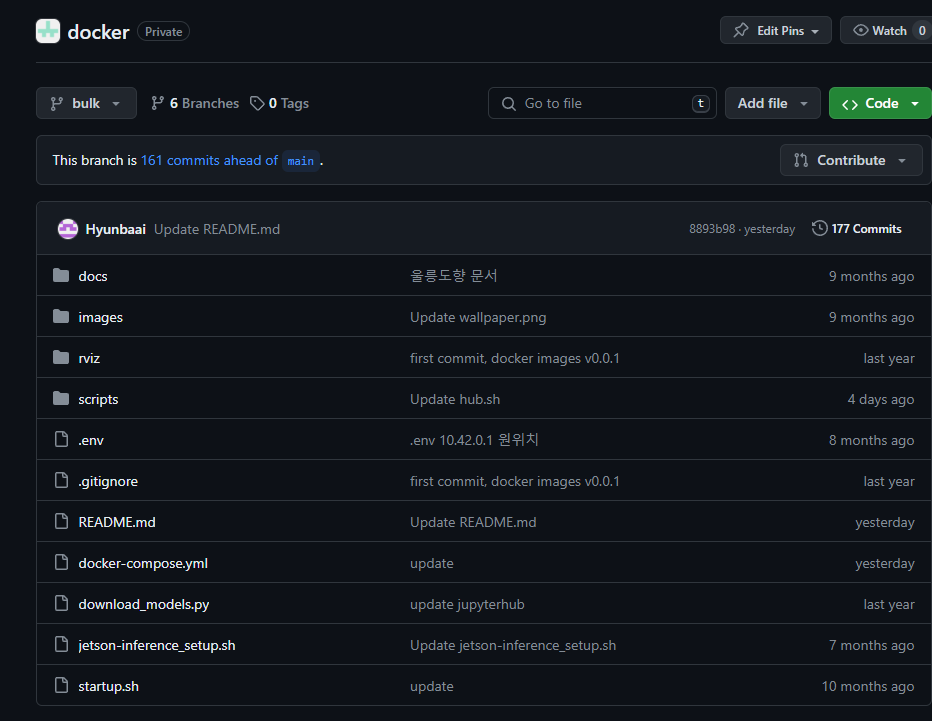 docker Private Edit Pins Watch 0
bulk 6 Branches 0 Tags Go to file t Add file Code
This branch is 161 commits ahead of main . Contribute
Hyunbaai Update README.md 8893b98 · yesterday 177 Commits
docs 울릉도향 문서 9 months ago
images Update wallpaper.png 9 months ago
rviz first commit, docker images v0.0.1 last year
scripts Update hub.sh 4 days ago
.env .env 10.42.0.1 원위치 8 months ago
.gitignore first commit, docker images v0.0.1 last year
README.md Update README.md yesterday
docker-compose.yml update yesterday
download_models.py update jupyterhub last year
jetson-inference_setup.sh Update jetson-inference_setup.sh 7 months ago
startup.sh update 10 months ago